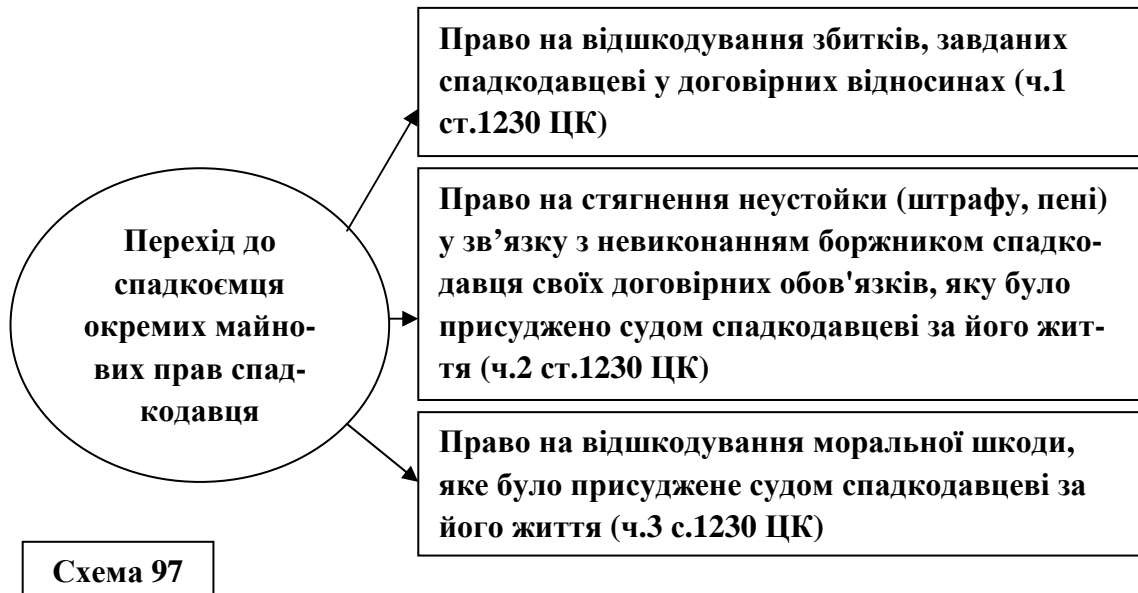 Право на відшкодування збитків, завданих
спадкодавцеві у договірних відносинах (ч.1
ст.1230 ЦК)
Перехід до
спадкоємця
окремих майно-
вих прав спад-
кодавця
Право на стягнення неустойки (штрафу, пені)
у зв’язку з невиконанням боржником спадко-
давця своїх договірних обов'язків, яку було
присуджено судом спадкодавцеві за його жит-
тя (ч.2 ст.1230 ЦК)
Право на відшкодування моральної шкоди,
яке було присуджене судом спадкодавцеві за
його життя (ч.3 с.1230 ЦК)
Схема 97